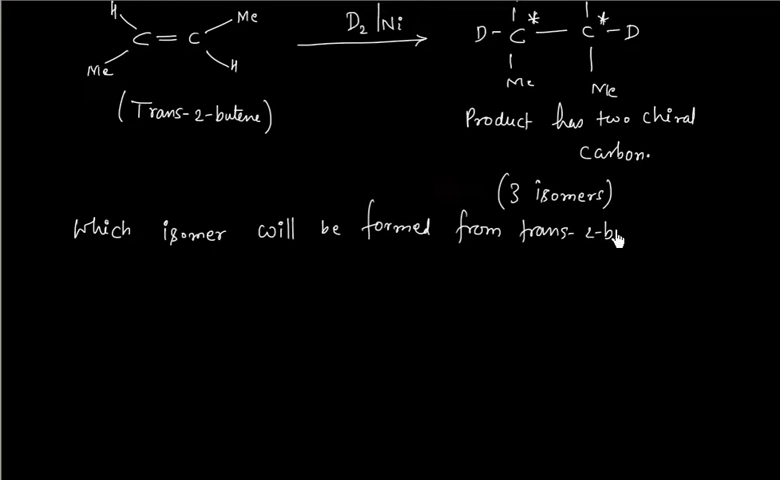 H
Me
C = C
D₂ | Ni
D - C* — C* - D
Me
H
Me
Me
(Trans-2-butene)
Product has two chiral
carbon.
(3 isomers)
Which isomer will be formed from trans-2-b